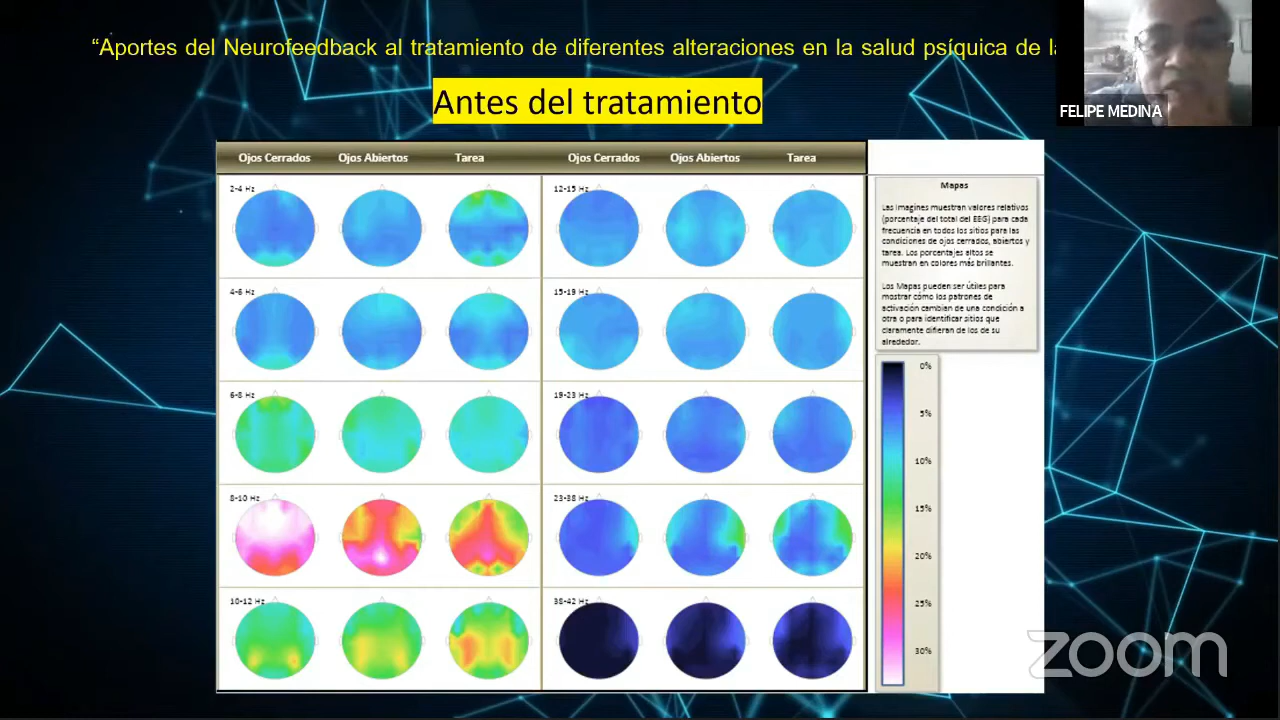 “Aportes del Neurofeedback al tratamiento de diferentes alteraciones en la salud psíquica de la
FELIPE MEDINA
Antes del tratamiento
Ojos Cerrados Ojos Abiertos Tarea Ojos Cerrados Ojos Abiertos Tarea
2-4 Hz 12-15 Hz
4-6 Hz 15-19 Hz
6-8 Hz 19-23 Hz
8-10 Hz 23-38 Hz
10-12 Hz 38-42 Hz
Mapas
Las imagines muestran valores relativos
(porcentaje del total del EEG) para cada
frecuencia en todos los sitios para las
condiciones de ojos cerrados, abiertos y
tarea. Los porcentajes altos se
muestran en colores más brillantes.
Los Mapas pueden ser útiles para
mostrar cómo los patrones de
activación cambian de una condición a
otra o para identificar sitios que
claramente difieran de los de su
alrededor.
0%
5%
10%
15%
20%
25%
30%
zoom